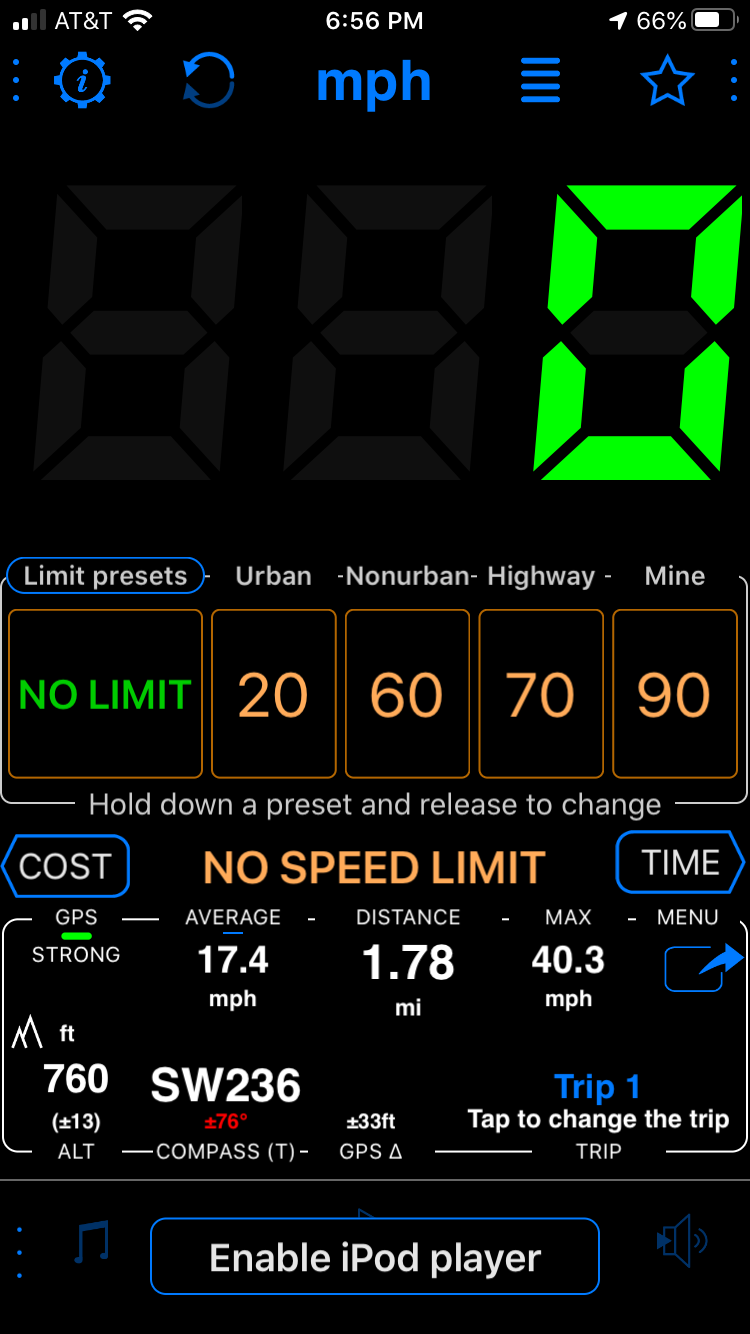 AT&T 6:56 PM 66%
i mph
0
Limit presets Urban Nonurban Highway Mine
NO LIMIT 20 60 70 90
Hold down a preset and release to change
COST NO SPEED LIMIT TIME
GPS AVERAGE DISTANCE MAX MENU
STRONG 17.4 1.78 40.3
mph mi mph
ft
760 SW236 Trip 1
(±13) ±76° ±33ft Tap to change the trip
ALT COMPASS (T) GPS Δ TRIP
Enable iPod player